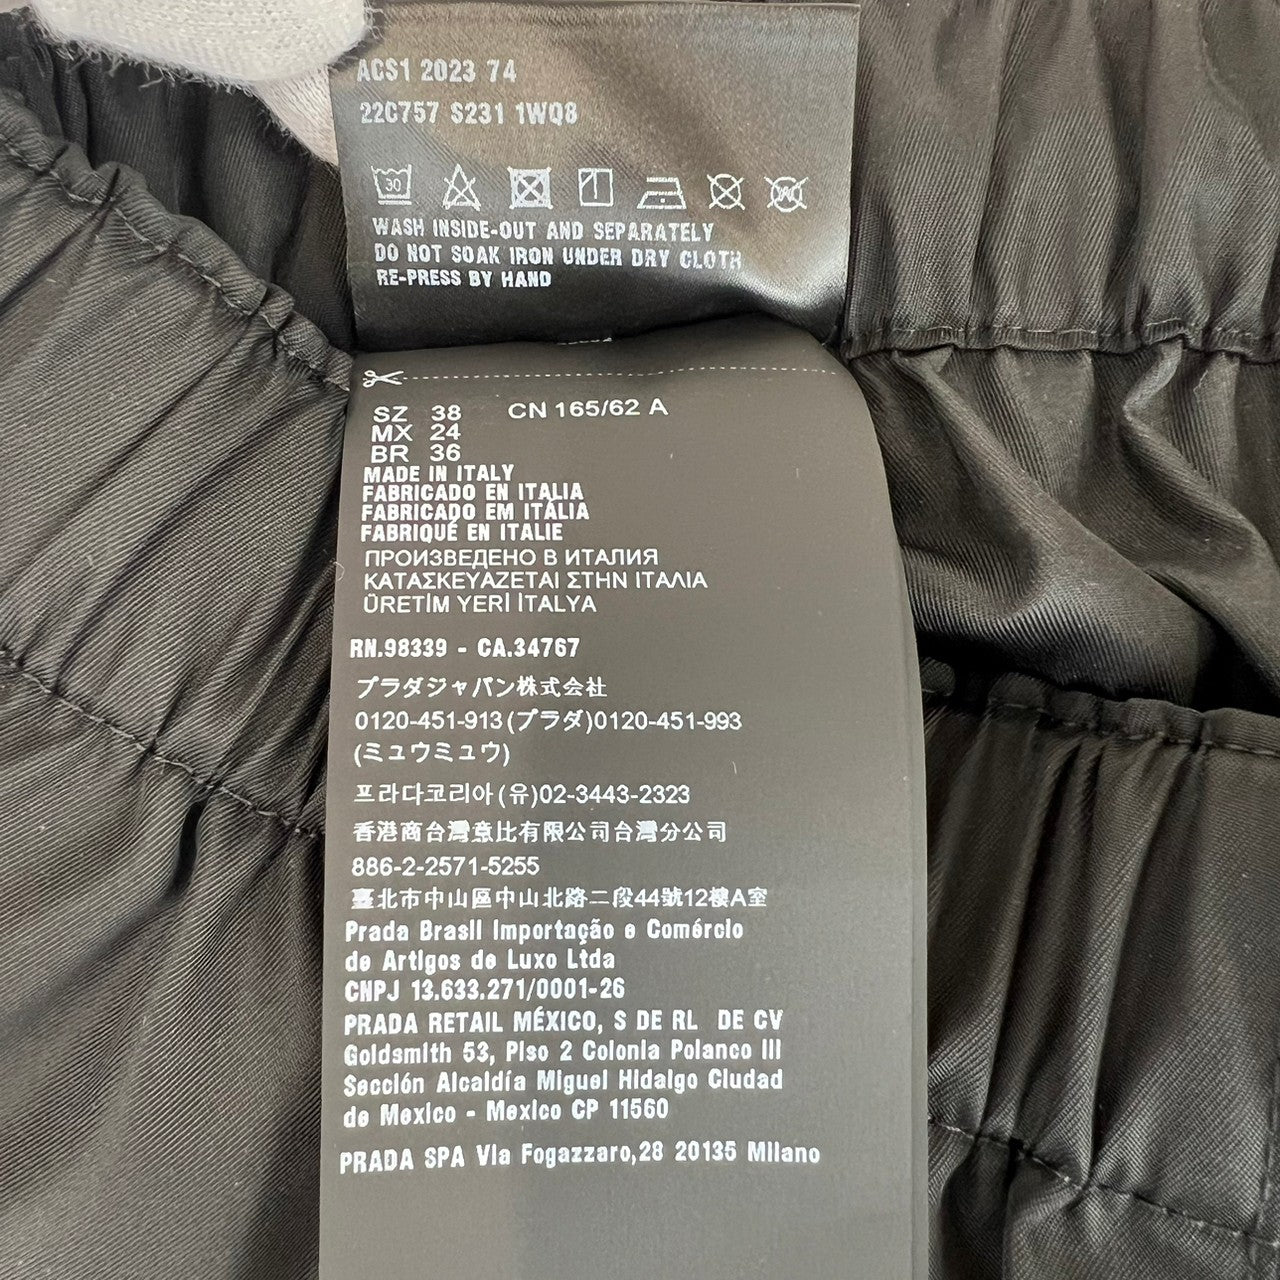 ACS1 2023 74
22C757 S231 1WQ8
30
WASH INSIDE-OUT AND SEPARATELY
DO NOT SOAK IRON UNDER DRY CLOTH
RE-PRESS BY HAND
SZ 38 CN 165/62 A
MX 24
BR 36
MADE IN ITALY
FABRICADO EN ITALIA
FABRICADO EM ITÁLIA
FABRIQUÉ EN ITALIE
ПРОИЗВЕДЕНО В ИТАЛИЯ
ΚΑΤΑΣΚΕΥΑΖΕΤΑΙ ΣΤΗΝ ΙΤΑΛΙΑ
ÜRETİM YERİ İTALYA
RN.98339 - CA.34767
プラダジャパン株式会社
0120-451-913(プラダ)0120-451-993
(ミュウミュウ)
프라다코리아(유)02-3443-2323
香港商台灣意比有限公司台灣分公司
886-2-2571-5255
臺北市中山區中山北路二段44號12樓A室
Prada Brasil Importação e Comércio
de Artigos de Luxo Ltda
CNPJ 13.633.271/0001-26
PRADA RETAIL MÉXICO, S DE RL DE CV
Goldsmith 53, Piso 2 Colonia Polanco III
Sección Alcaldía Miguel Hidalgo Ciudad
de Mexico - Mexico CP 11560
PRADA SPA Via Fogazzaro,28 20135 Milano